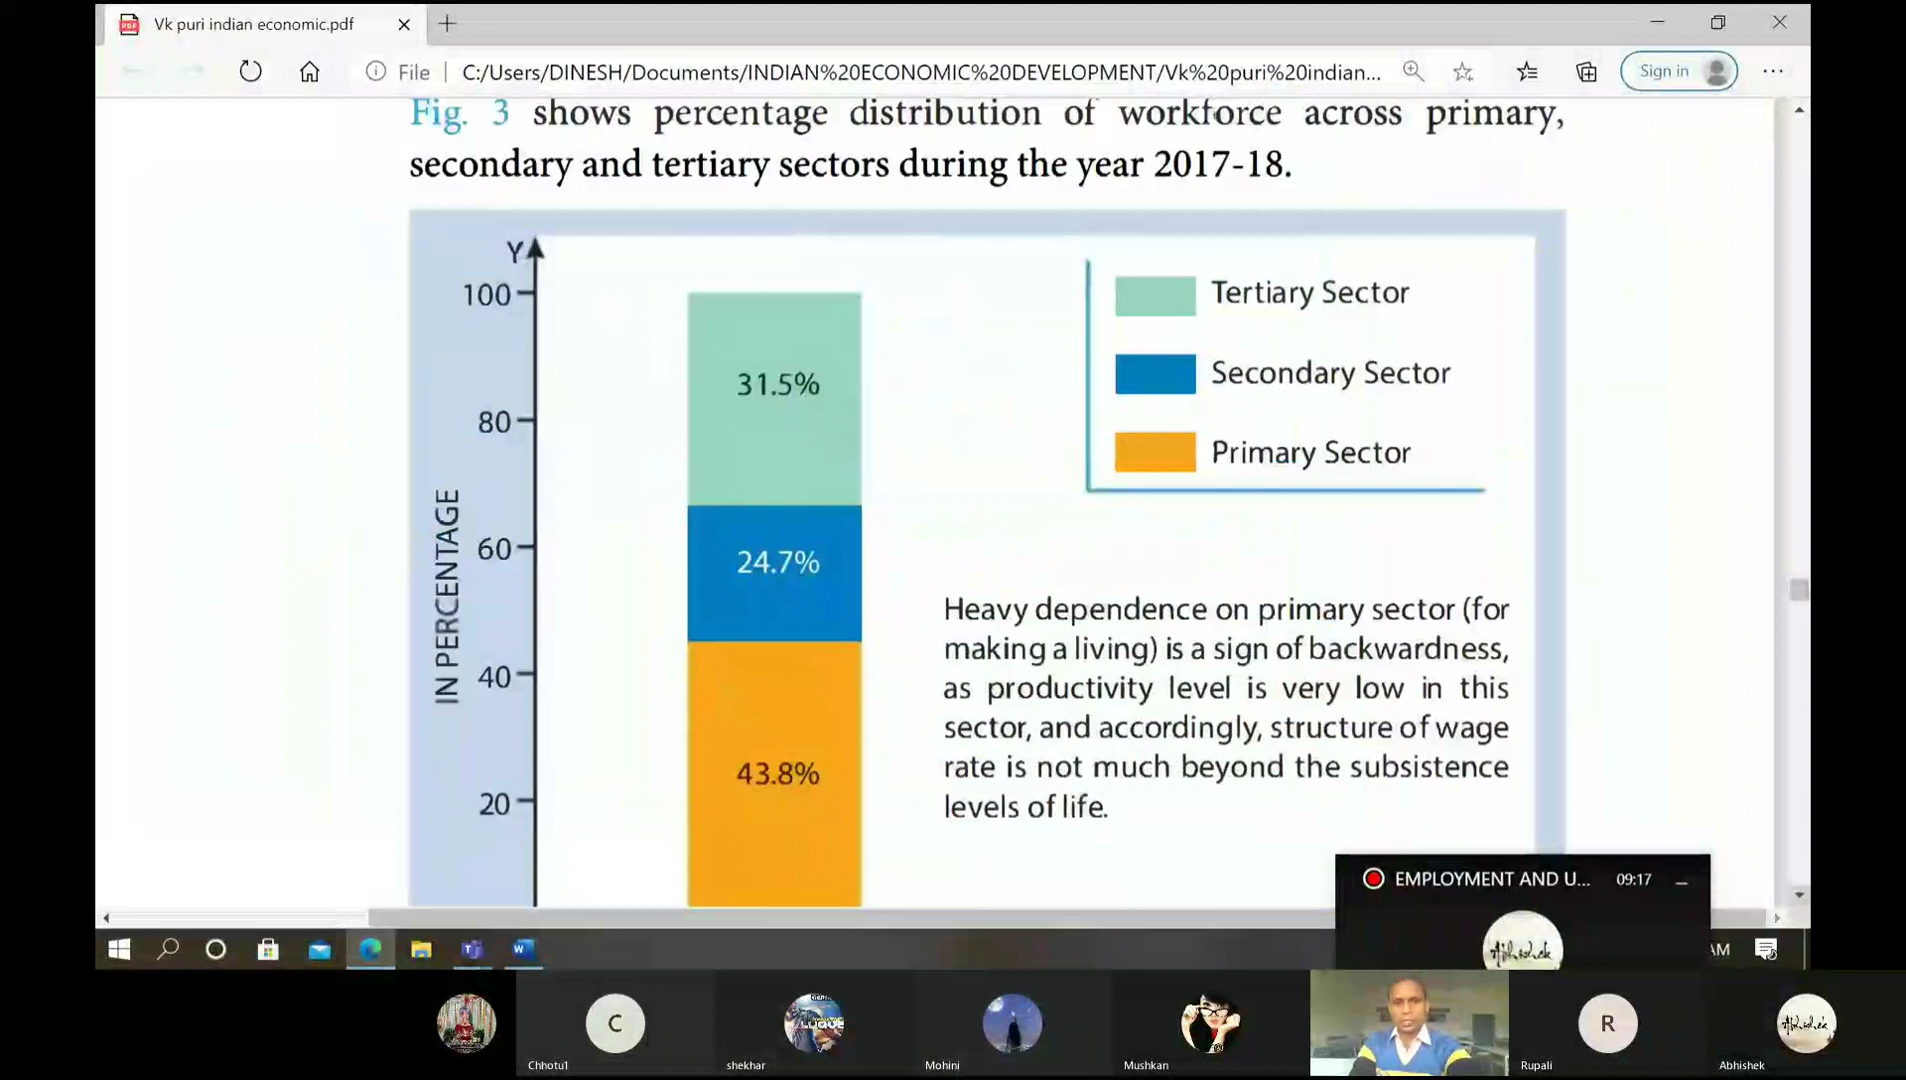 Vk puri indian economic.pdf
File
C:/Users/DINESH/Documents/INDIAN%20ECONOMIC%20DEVELOPMENT/Vk%20puri%20indian...
Sign in
Fig. 3 shows percentage distribution of workforce across primary,
secondary and tertiary sectors during the year 2017-18.
Y
100
80
60
40
20
IN PERCENTAGE
31.5%
24.7%
43.8%
Tertiary Sector
Secondary Sector
Primary Sector
Heavy dependence on primary sector (for
making a living) is a sign of backwardness,
as productivity level is very low in this
sector, and accordingly, structure of wage
rate is not much beyond the subsistence
levels of life.
EMPLOYMENT AND U...
09:17
Abhishek
AM
C
LUQUE
R
Abhishek
Chhotu1
shekhar
Mohini
Mushkan
Rupali
Abhishek